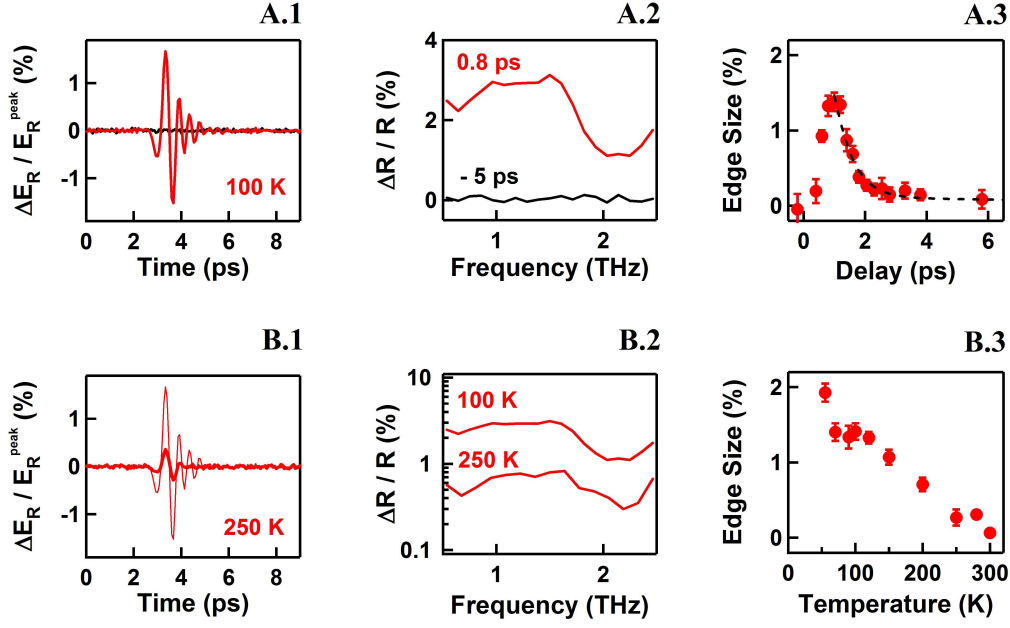 A.1
ΔE_R / E_R^peak (%)
1
0
-1
100 K
0 2 4 6 8
Time (ps)
A.2
ΔR / R (%)
4
2
0
0.8 ps
- 5 ps
1 2
Frequency (THz)
A.3
Edge Size (%)
2
1
0
0 2 4 6
Delay (ps)
B.1
ΔE_R / E_R^peak (%)
1
0
-1
250 K
0 2 4 6 8
Time (ps)
B.2
ΔR / R (%)
10
1
0.1
100 K
250 K
1 2
Frequency (THz)
B.3
Edge Size (%)
2
1
0
0 100 200 300
Temperature (K)